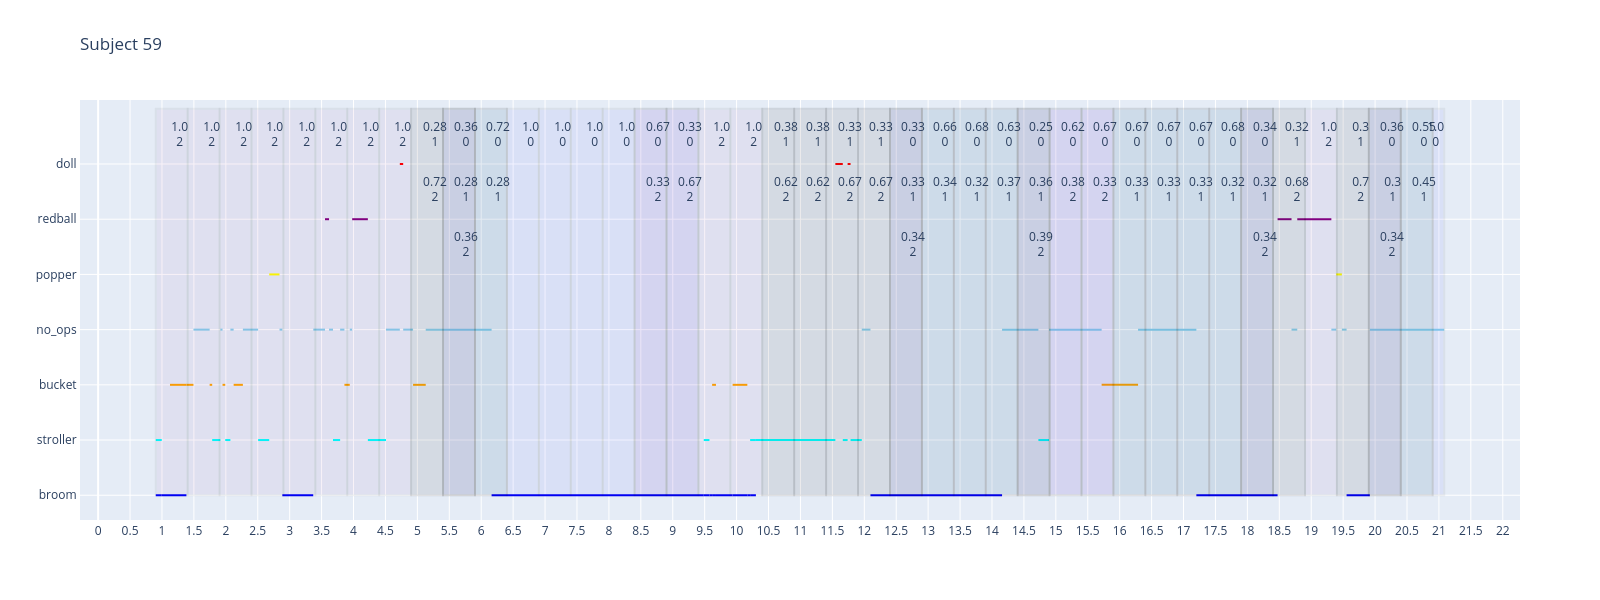 Subject 59
1.0 1.0 1.0 1.0 1.0 1.0 1.0 1.0 0.28 0.36 0.72 1.0 1.0 1.0 1.0 0.67 0.33 1.0 1.0 0.38 0.38 0.33 0.33 0.33 0.66 0.68 0.63 0.25 0.62 0.67 0.67 0.67 0.67 0.68 0.34 0.32 1.0 0.3 0.36 0.55 1.0
2 2 2 2 2 2 2 2 1 0 0 0 0 0 0 0 0 2 2 1 1 1 1 0 0 0 0 0 0 0 0 0 0 0 0 1 2 1 0 0 0
doll
0.72 0.28 0.28 0.33 0.67 0.62 0.62 0.67 0.67 0.33 0.34 0.32 0.37 0.36 0.38 0.33 0.33 0.33 0.33 0.32 0.32 0.68 0.7 0.3 0.45
2 1 1 2 2 2 2 2 2 1 1 1 1 1 2 2 1 1 1 1 1 2 2 1 1
redball
0.36 0.34 0.39 0.34 0.34
2 2 2 2 2
popper
no_ops
bucket
stroller
broom
0 0.5 1 1.5 2 2.5 3 3.5 4 4.5 5 5.5 6 6.5 7 7.5 8 8.5 9 9.5 10 10.5 11 11.5 12 12.5 13 13.5 14 14.5 15 15.5 16 16.5 17 17.5 18 18.5 19 19.5 20 20.5 21 21.5 22